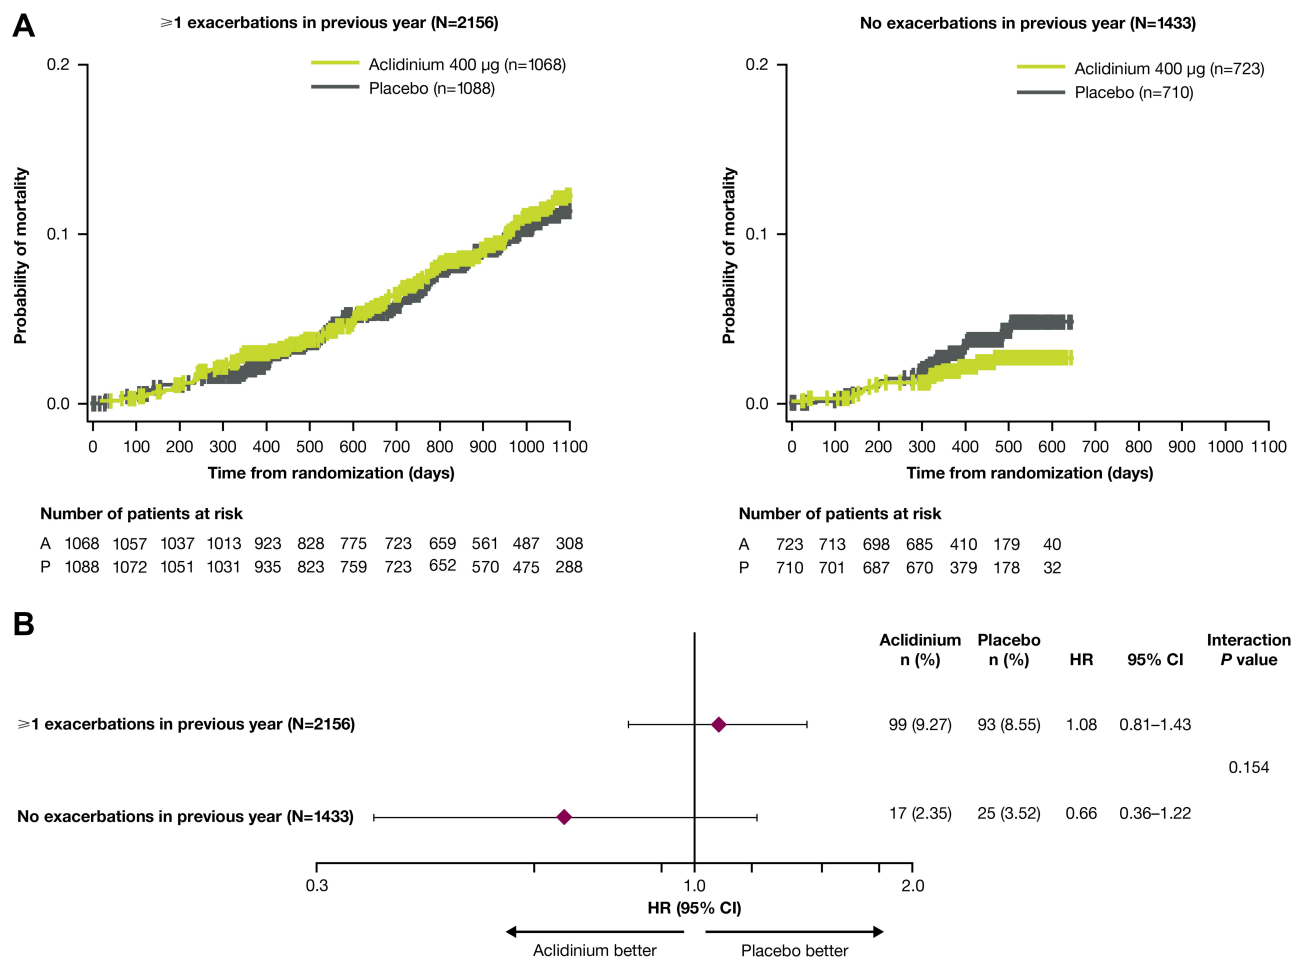 A
⩾1 exacerbations in previous year (N=2156)
Aclidinium 400 µg (n=1068)
Placebo (n=1088)
0.2
0.1
0.0
Probability of mortality
0 100 200 300 400 500 600 700 800 900 1000 1100
Time from randomization (days)
Number of patients at risk
A 1068 1057 1037 1013 923 828 775 723 659 561 487 308
P 1088 1072 1051 1031 935 823 759 723 652 570 475 288
No exacerbations in previous year (N=1433)
Aclidinium 400 µg (n=723)
Placebo (n=710)
0.2
0.1
0.0
Probability of mortality
0 100 200 300 400 500 600 700 800 900 1000 1100
Time from randomization (days)
Number of patients at risk
A 723 713 698 685 410 179 40
P 710 701 687 670 379 178 32
B
Aclidinium Placebo Interaction
n (%) n (%) HR 95% CI P value
⩾1 exacerbations in previous year (N=2156) 99 (9.27) 93 (8.55) 1.08 0.81–1.43
0.154
No exacerbations in previous year (N=1433) 17 (2.35) 25 (3.52) 0.66 0.36–1.22
0.3 1.0 2.0
HR (95% CI)
Aclidinium better Placebo better